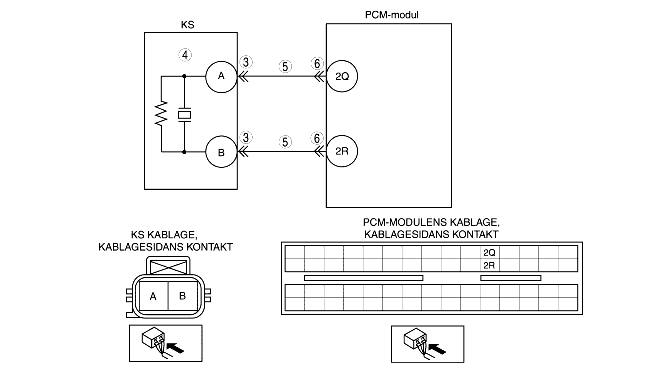 KS
PCM-modul
4
3
5
6
A
2Q
3
5
6
B
2R
KS KABLAGE,
KABLAGESIDANS KONTAKT
PCM-MODULENS KABLAGE,
KABLAGESIDANS KONTAKT
A B
2Q
2R